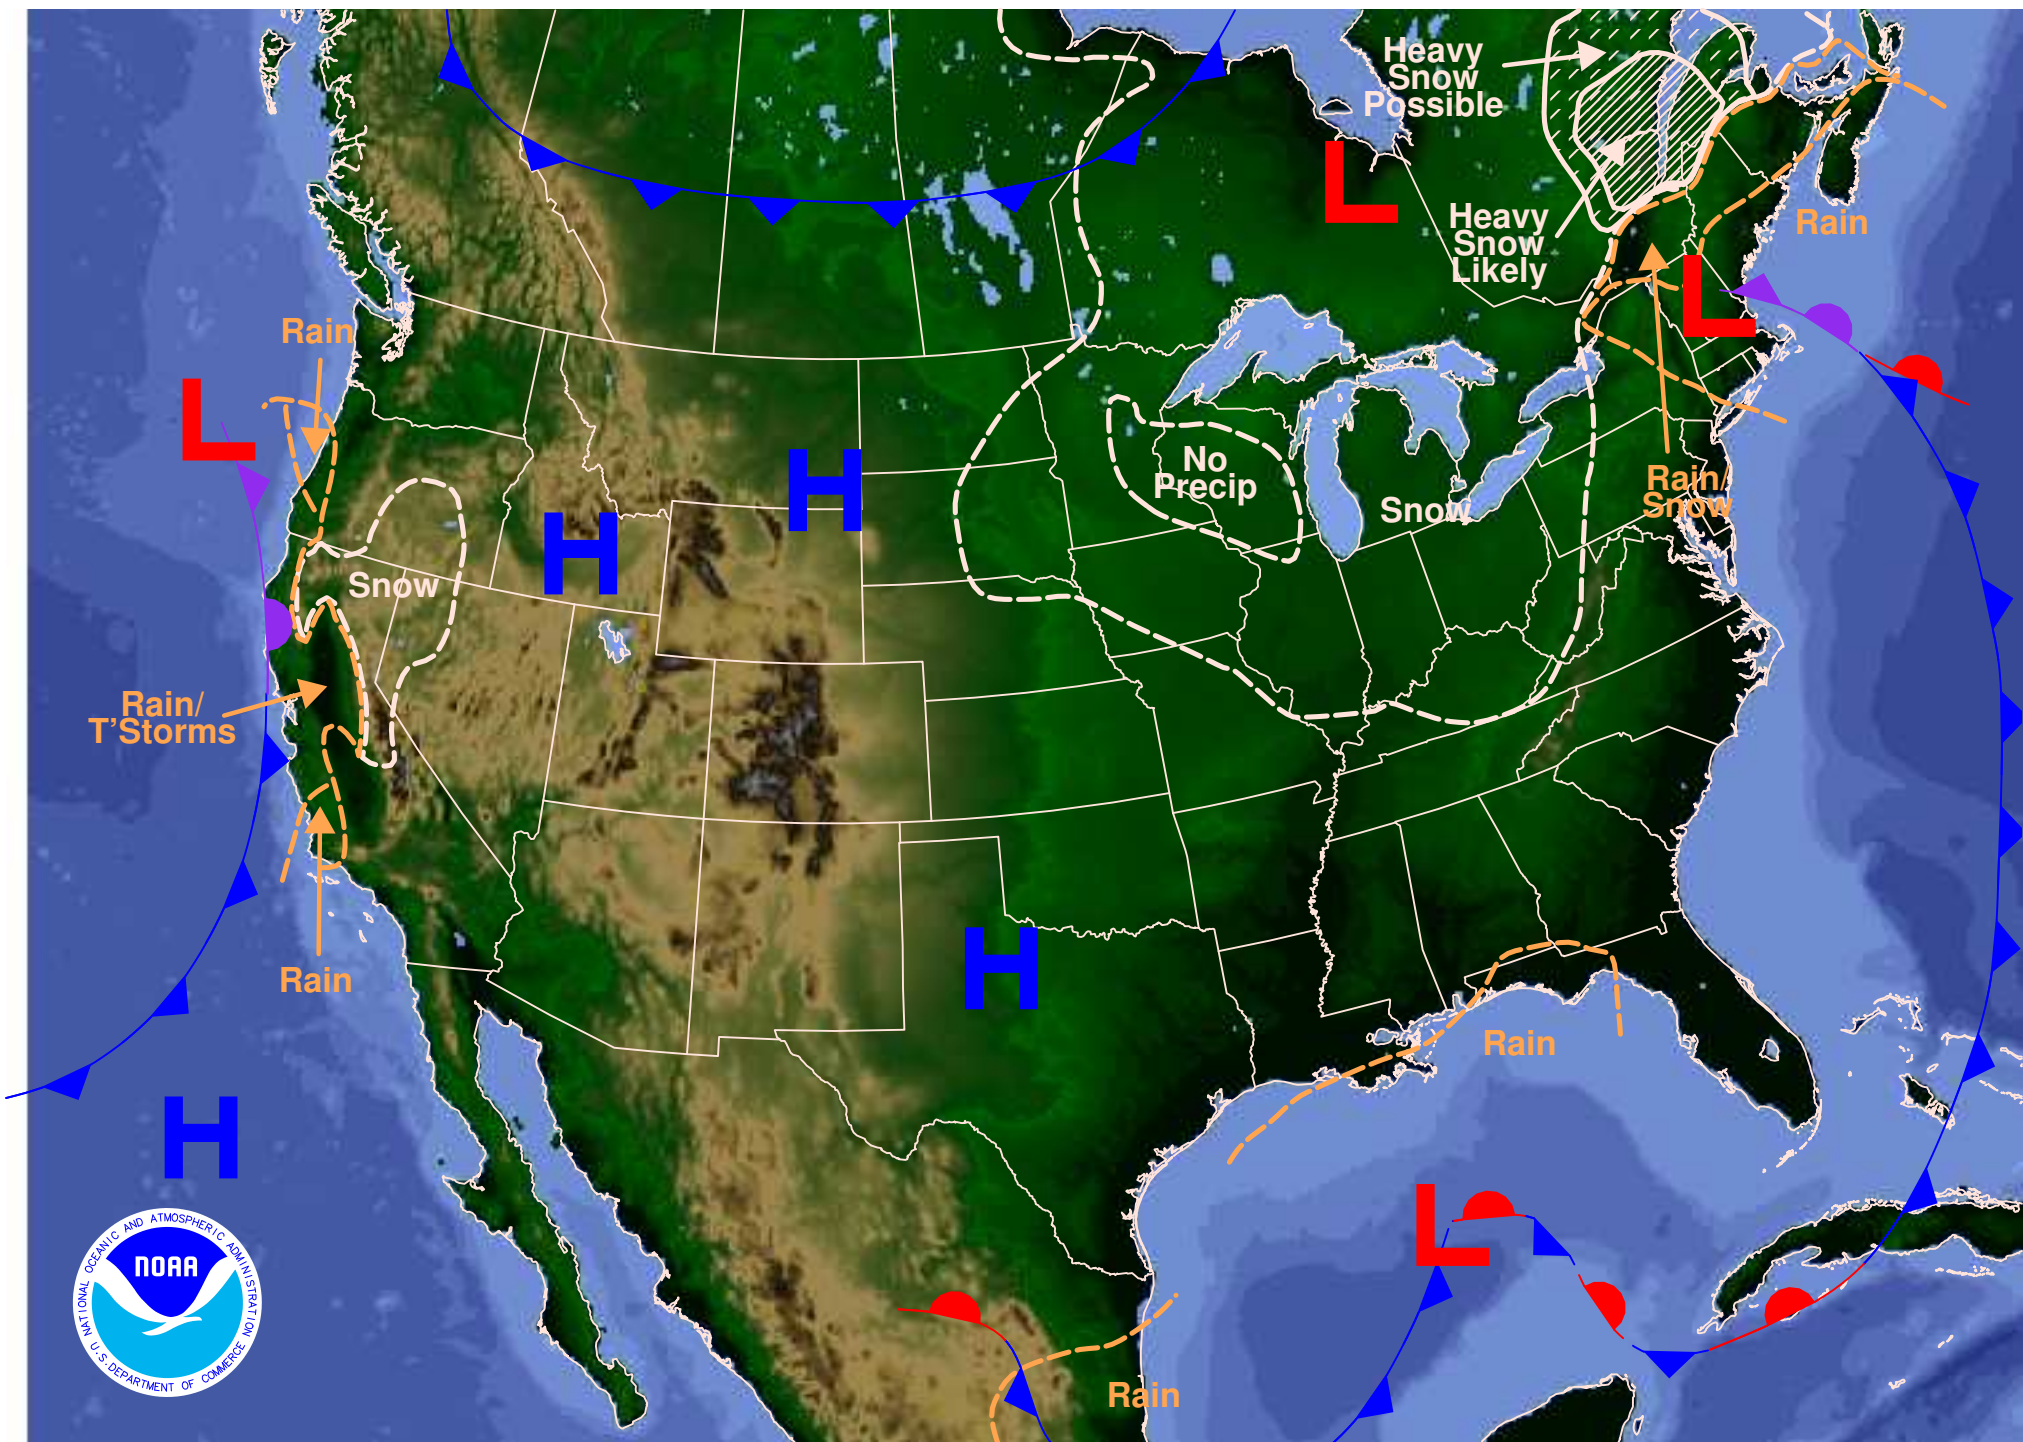 Heavy
Snow
Possible
L
Heavy
Snow
Likely
Rain
L
Rain
L
H
No
Precip
Snow
Rain/
Snow
H
Snow
Rain/
T'Storms
H
Rain
Rain
H
L
Rain
NATIONAL OCEANIC AND ATMOSPHERIC ADMINISTRATION
NOAA
U.S. DEPARTMENT OF COMMERCE